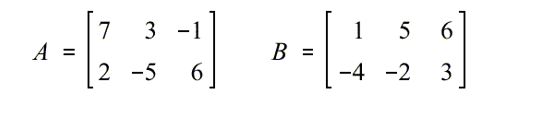 A = [7 3 −1
2 −5 6]
B = [1 5 6
−4 −2 3]